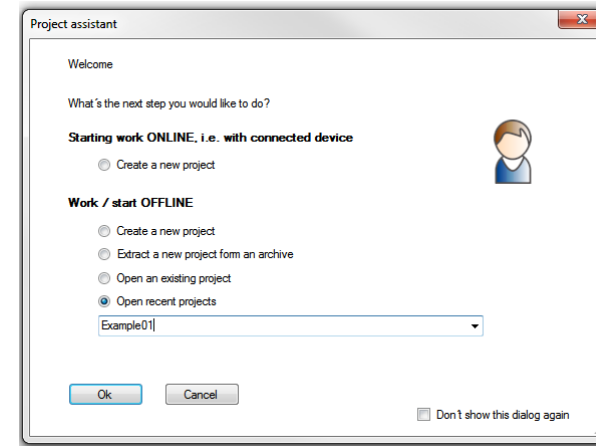 Project assistant
Welcome
What´s the next step you would like to do?
Starting work ONLINE, i.e. with connected device
Create a new project
Work / start OFFLINE
Create a new project
Extract a new project form an archive
Open an existing project
Open recent projects
Example01
Ok Cancel
Don´t show this dialog again